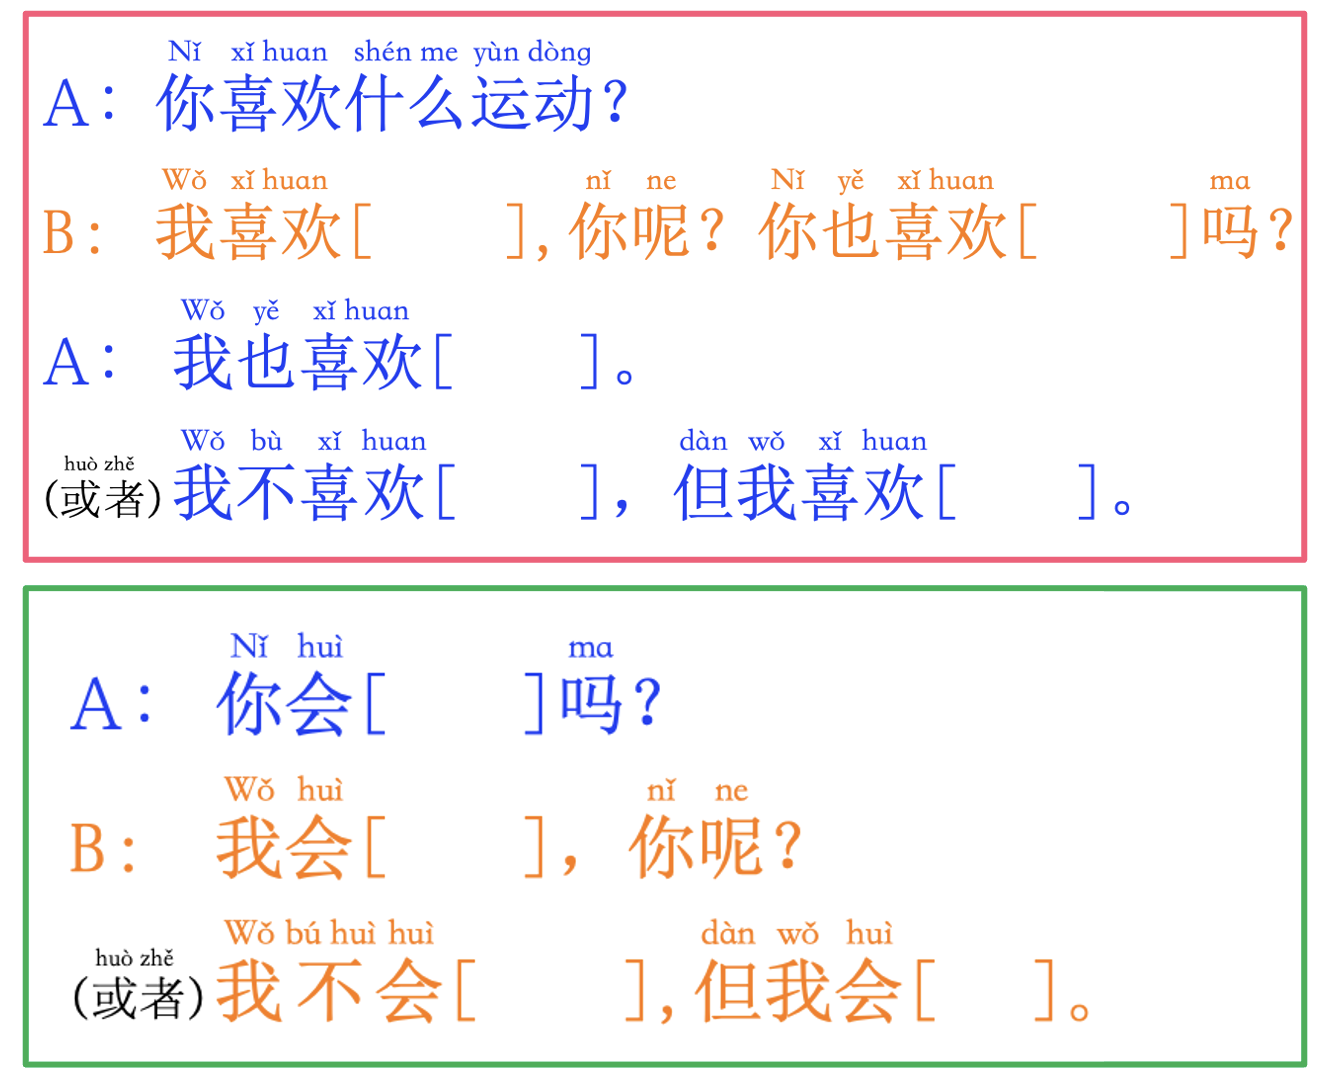 Nǐ xǐ huan shén me yùn dòng
A：你喜欢什么运动？
Wǒ xǐ huan nǐ ne Nǐ yě xǐ huan ma
B：我喜欢[ ]，你呢？你也喜欢[ ]吗？
Wǒ yě xǐ huan
A：我也喜欢[ ]。
huò zhě Wǒ bù xǐ huan dàn wǒ xǐ huan
(或者)我不喜欢[ ]，但我喜欢[ ]。
Nǐ huì ma
A：你会[ ]吗？
Wǒ huì nǐ ne
B：我会[ ]，你呢？
huò zhě Wǒ bú huì huì dàn wǒ huì
(或者)我不会[ ]，但我会[ ]。